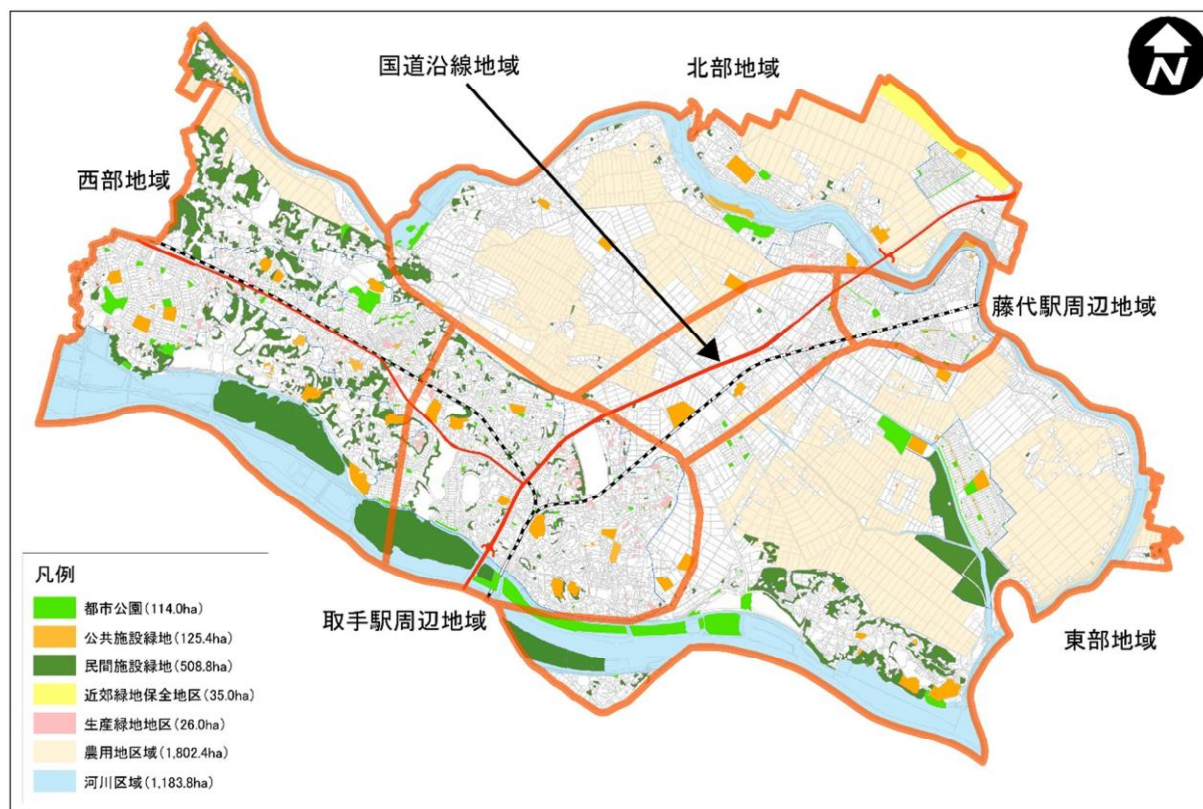 国道沿線地域
北部地域
N
西部地域
藤代駅周辺地域
取手駅周辺地域
東部地域
凡例
都市公園(114.0ha)
公共施設緑地(125.4ha)
民間施設緑地(508.8ha)
近郊緑地保全地区(35.0ha)
生産緑地地区(26.0ha)
農用地区域(1,802.4ha)
河川区域(1,183.8ha)